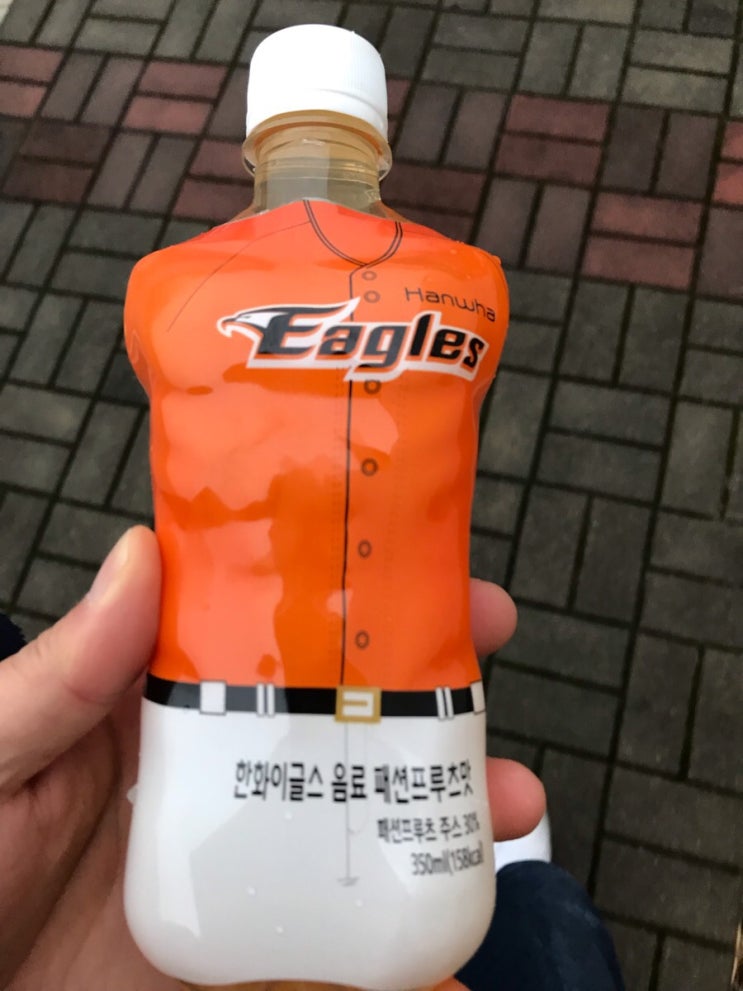 Hanwha
Eagles
한화이글스 음료 패션프루츠맛
패션프루츠 주스 30%
350ml(158kcal)